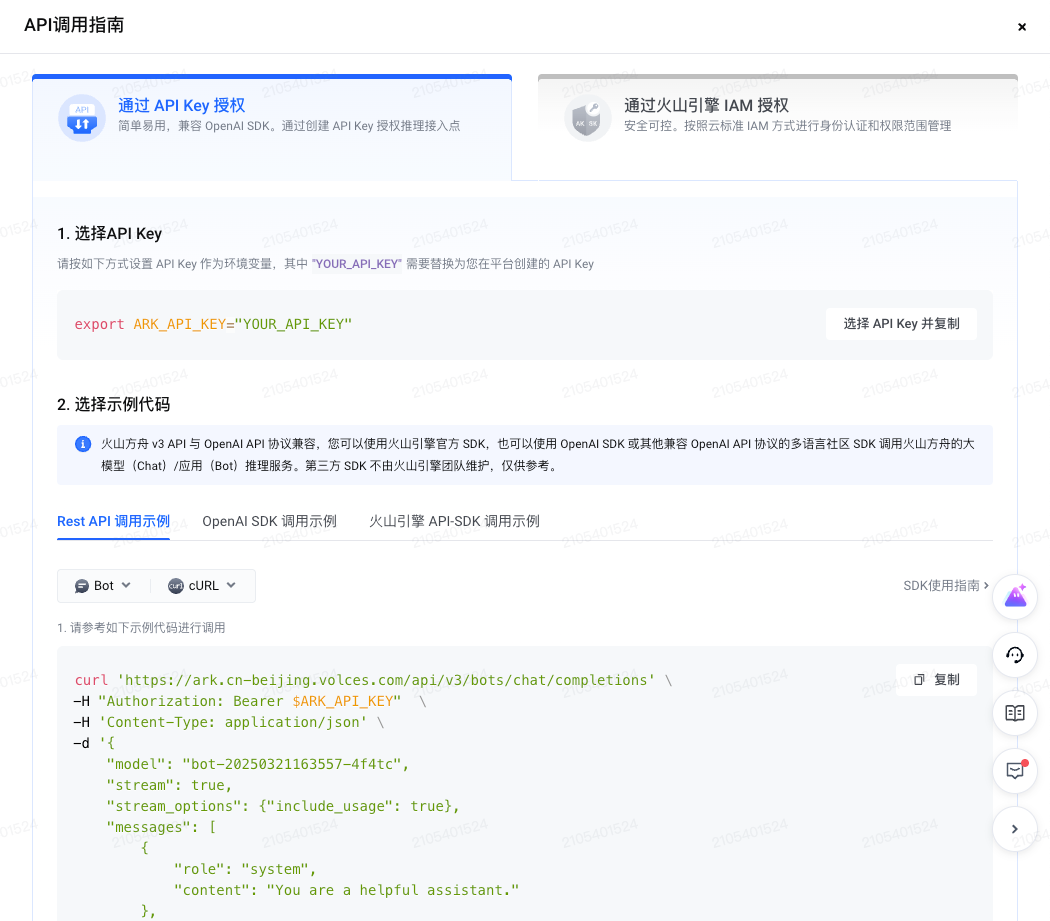 API调用指南
API
通过 API Key 授权
简单易用，兼容 OpenAI SDK。通过创建 API Key 授权推理接入点
AK SK
通过火山引擎 IAM 授权
安全可控。按照云标准 IAM 方式进行身份认证和权限范围管理
1. 选择API Key
请按如下方式设置 API Key 作为环境变量，其中 "YOUR_API_KEY" 需要替换为您在平台创建的 API Key
export ARK_API_KEY="YOUR_API_KEY"
选择 API Key 并复制
2. 选择示例代码
火山方舟 v3 API 与 OpenAI API 协议兼容，您可以使用火山引擎官方 SDK，也可以使用 OpenAI SDK 或其他兼容 OpenAI API 协议的多语言社区 SDK 调用火山方舟的大
模型（Chat）/应用（Bot）推理服务。第三方 SDK 不由火山引擎团队维护，仅供参考。
Rest API 调用示例 OpenAI SDK 调用示例 火山引擎 API-SDK 调用示例
Bot curl cURL SDK使用指南
1. 请参考如下示例代码进行调用
curl 'https://ark.cn-beijing.volces.com/api/v3/bots/chat/completions' \
复制
-H "Authorization: Bearer $ARK_API_KEY"  \
-H 'Content-Type: application/json' \
-d '{
"model": "bot-20250321163557-4f4tc",
"stream": true,
"stream_options": {"include_usage": true},
"messages": [
{
"role": "system",
"content": "You are a helpful assistant."
},
2105401524